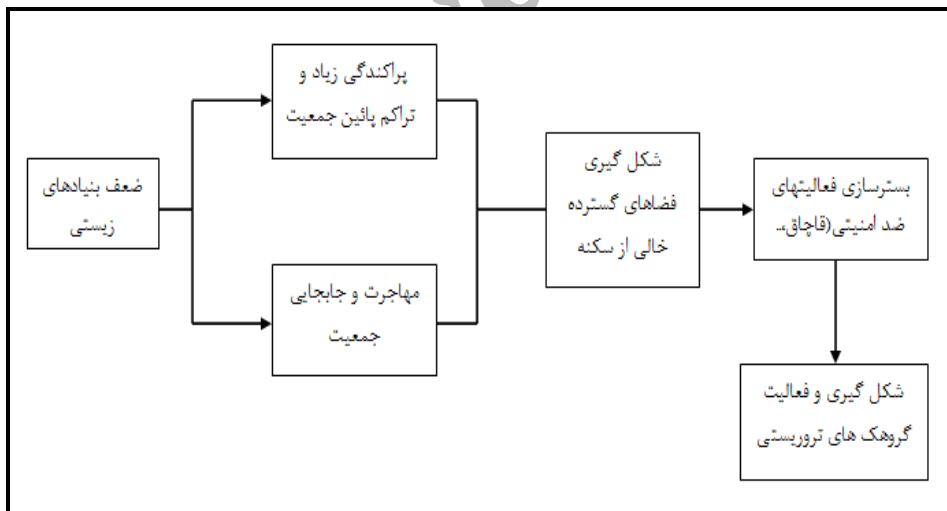 ضعف بنیادهای
زیستی
پراکندگی زیاد و
تراکم پائین جمعیت
مهاجرت و جابجایی
جمعیت
شکل گیری
فضاهای گسترده
خالی از سکنه
بسترسازی فعالیتهای
ضد امنیتی(قاچاق،..
شکل گیری و فعالیت
گروهک های تروریستی